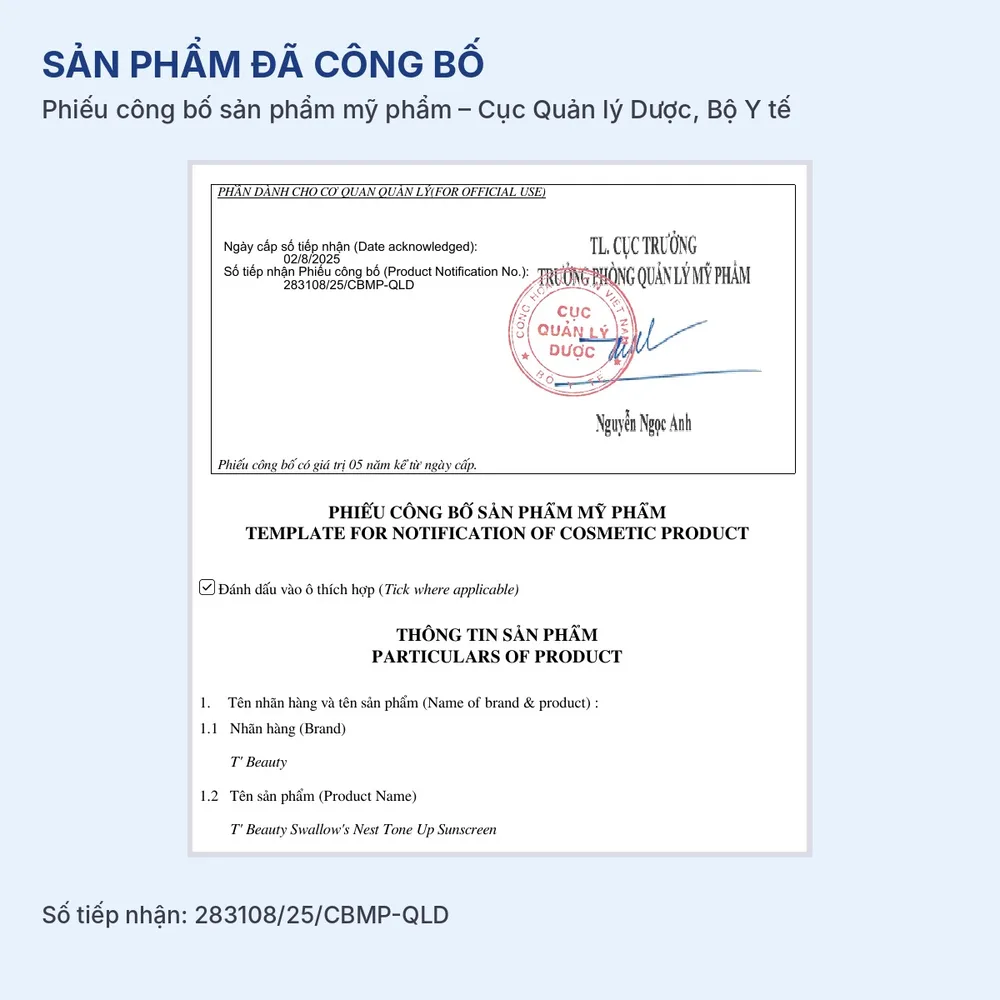 SẢN PHẨM ĐÃ CÔNG BỐ
Phiếu công bố sản phẩm mỹ phẩm – Cục Quản lý Dược, Bộ Y tế
PHẦN DÀNH CHO CƠ QUAN QUẢN LÝ(FOR OFFICIAL USE)
Ngày cấp số tiếp nhận (Date acknowledged):
02/8/2025
Số tiếp nhận Phiếu công bố (Product Notification No.):
283108/25/CBMP-QLD
TL. CỤC TRƯỞNG
TRƯỞNG PHÒNG QUẢN LÝ MỸ PHẨM
CỤC
QUẢN LÝ
DƯỢC
BỘ Y TẾ
Nguyễn Ngọc Anh
Phiếu công bố có giá trị 05 năm kể từ ngày cấp.
PHIẾU CÔNG BỐ SẢN PHẨM MỸ PHẨM
TEMPLATE FOR NOTIFICATION OF COSMETIC PRODUCT
Đánh dấu vào ô thích hợp (Tick where applicable)
THÔNG TIN SẢN PHẨM
PARTICULARS OF PRODUCT
1. Tên nhãn hàng và tên sản phẩm (Name of brand & product) :
1.1 Nhãn hàng (Brand)
T' Beauty
1.2 Tên sản phẩm (Product Name)
T' Beauty Swallow's Nest Tone Up Sunscreen
Số tiếp nhận: 283108/25/CBMP-QLD